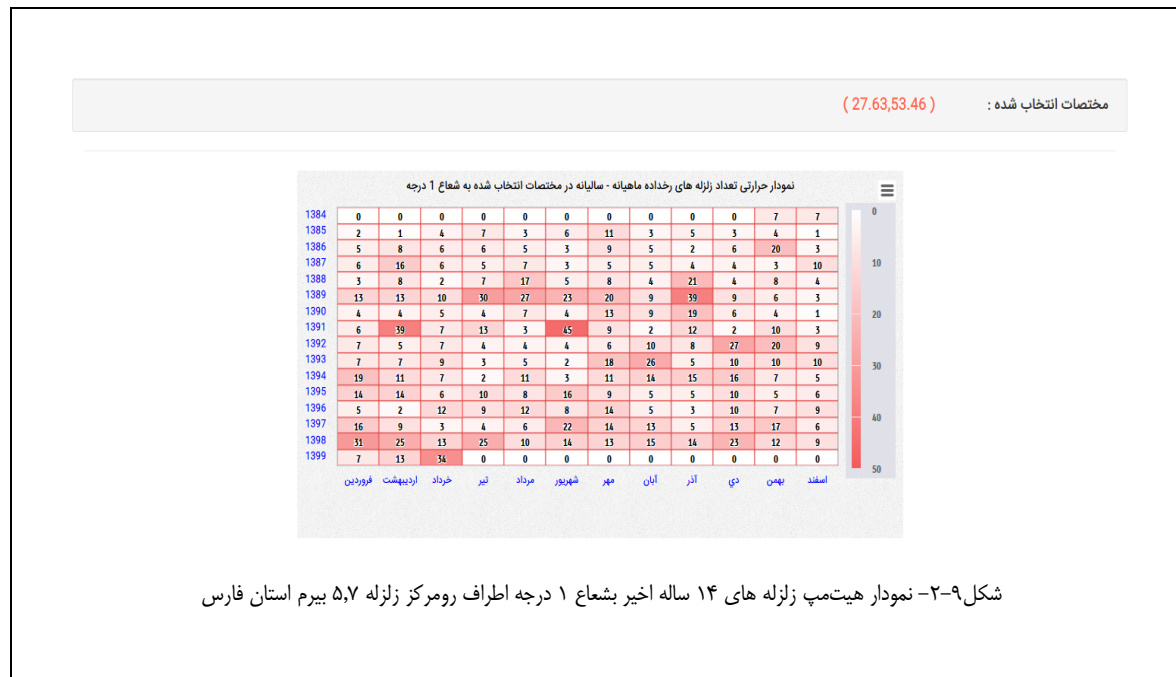 مختصات انتخاب شده : ( 27.63,53.46 )
نمودار حرارتی تعداد زلزله های رخداده ماهیانه - سالیانه در مختصات انتخاب شده به شعاع 1 درجه
1384 0 0 0 0 0 0 0 0 0 0 7 7
1385 2 1 4 7 3 6 11 3 5 3 4 1
1386 5 8 6 6 5 3 9 5 2 6 20 3
1387 6 16 6 5 7 3 5 5 4 4 3 10
1388 3 8 2 7 17 5 8 4 21 4 8 4
1389 13 13 10 30 27 23 20 9 39 9 6 3
1390 4 4 5 4 7 4 13 9 19 6 4 1
1391 6 39 7 13 3 45 9 2 12 2 10 3
1392 7 5 7 4 4 4 6 10 8 27 20 9
1393 7 7 9 3 5 2 18 26 5 10 10 10
1394 19 11 7 2 11 3 11 14 15 16 7 5
1395 14 14 6 10 8 16 9 5 5 10 5 6
1396 5 2 12 9 12 8 14 5 3 10 7 9
1397 16 9 3 4 6 22 14 13 5 13 17 6
1398 31 25 13 25 10 14 13 15 14 23 12 9
1399 7 13 34 0 0 0 0 0 0 0 0 0
فروردین اردیبهشت خرداد تیر مرداد شهریور مهر آبان آذر دي بهمن اسفند
0
10
20
30
40
50
شکل۹-۲- نمودار هیت‌مپ زلزله های ۱۴ ساله اخیر بشعاع ۱ درجه اطراف رومرکز زلزله ۵٫۷ بیرم استان فارس